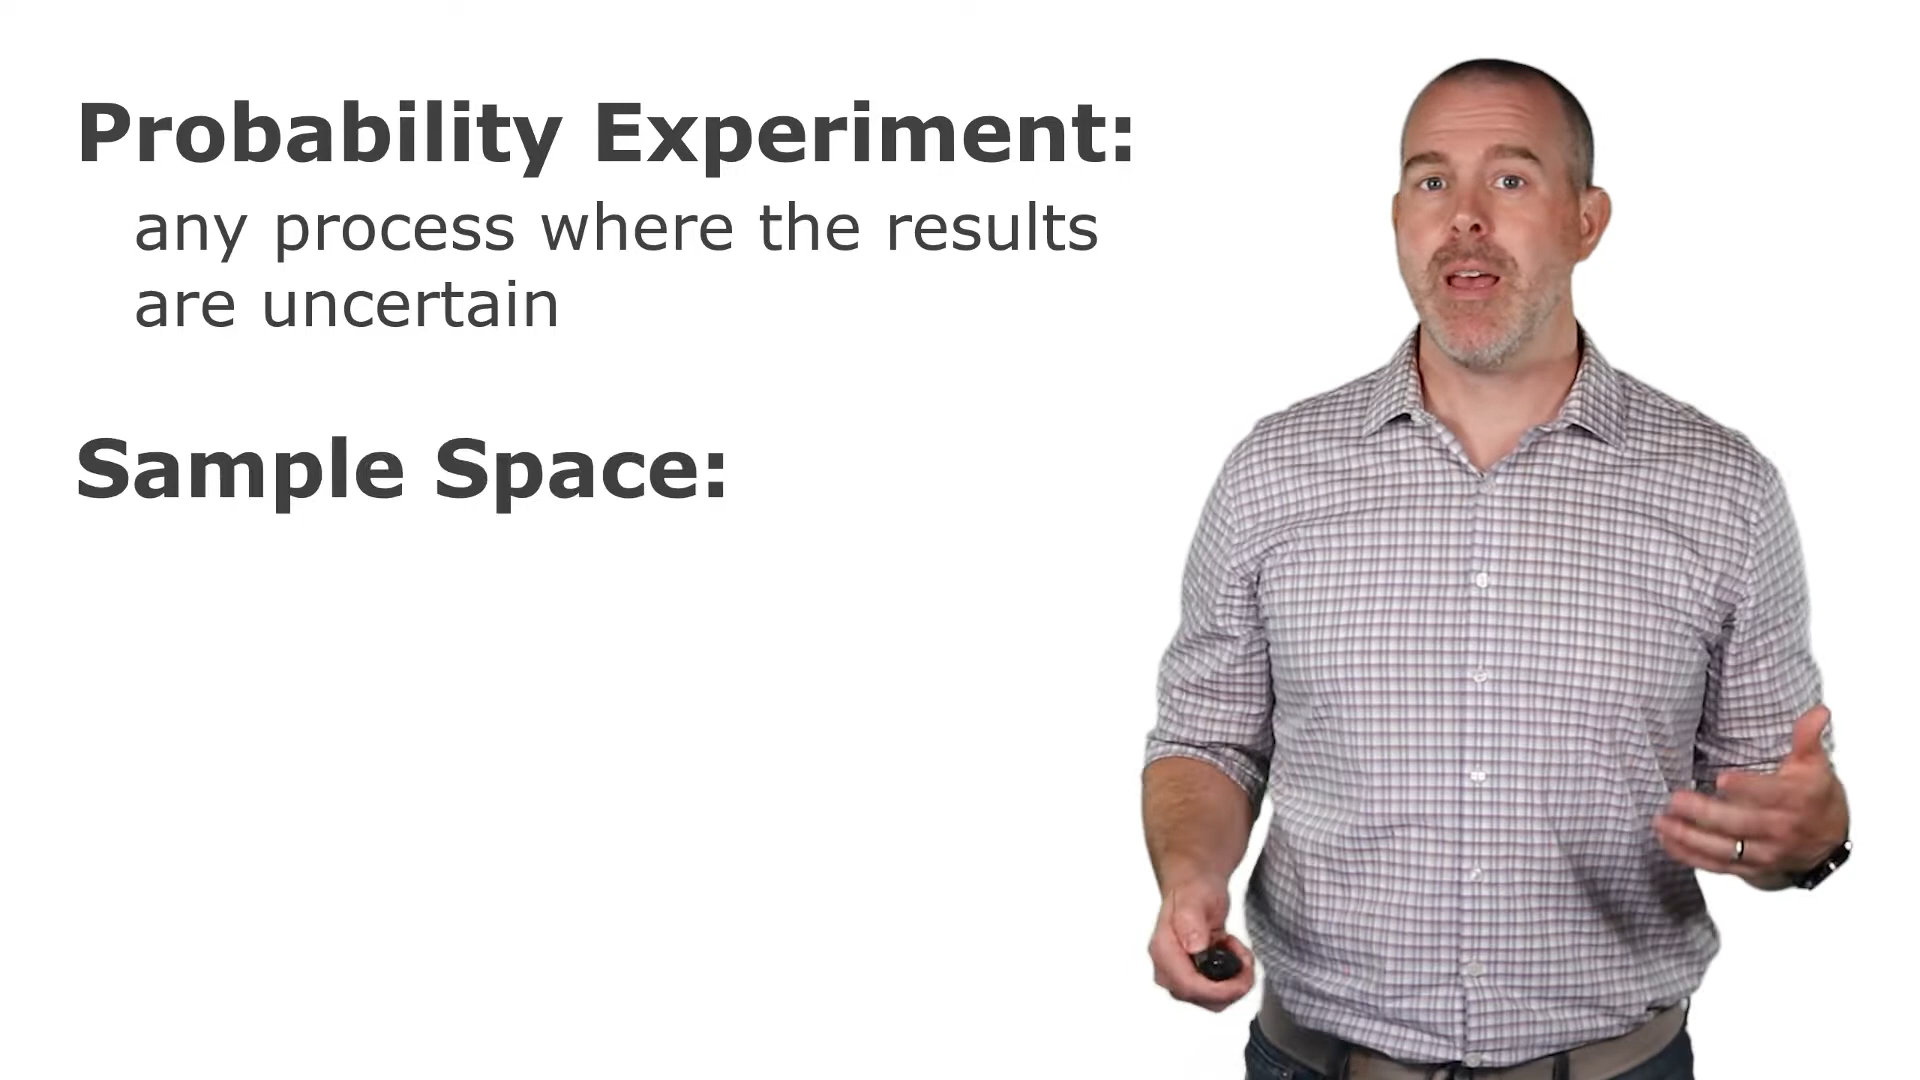 Probability Experiment:
any process where the results
are uncertain
Sample Space: